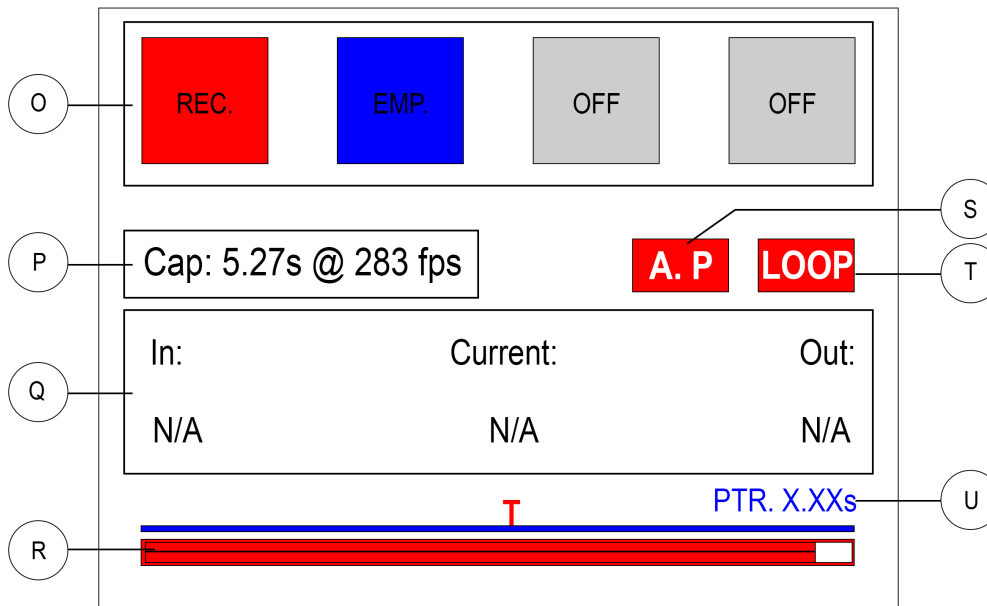 O
REC.
EMP.
OFF
OFF
S
P
Cap: 5.27s @ 283 fps
A. P
LOOP
T
In:
Current:
Out:
Q
N/A
N/A
N/A
PTR. X.XXs
U
T
R